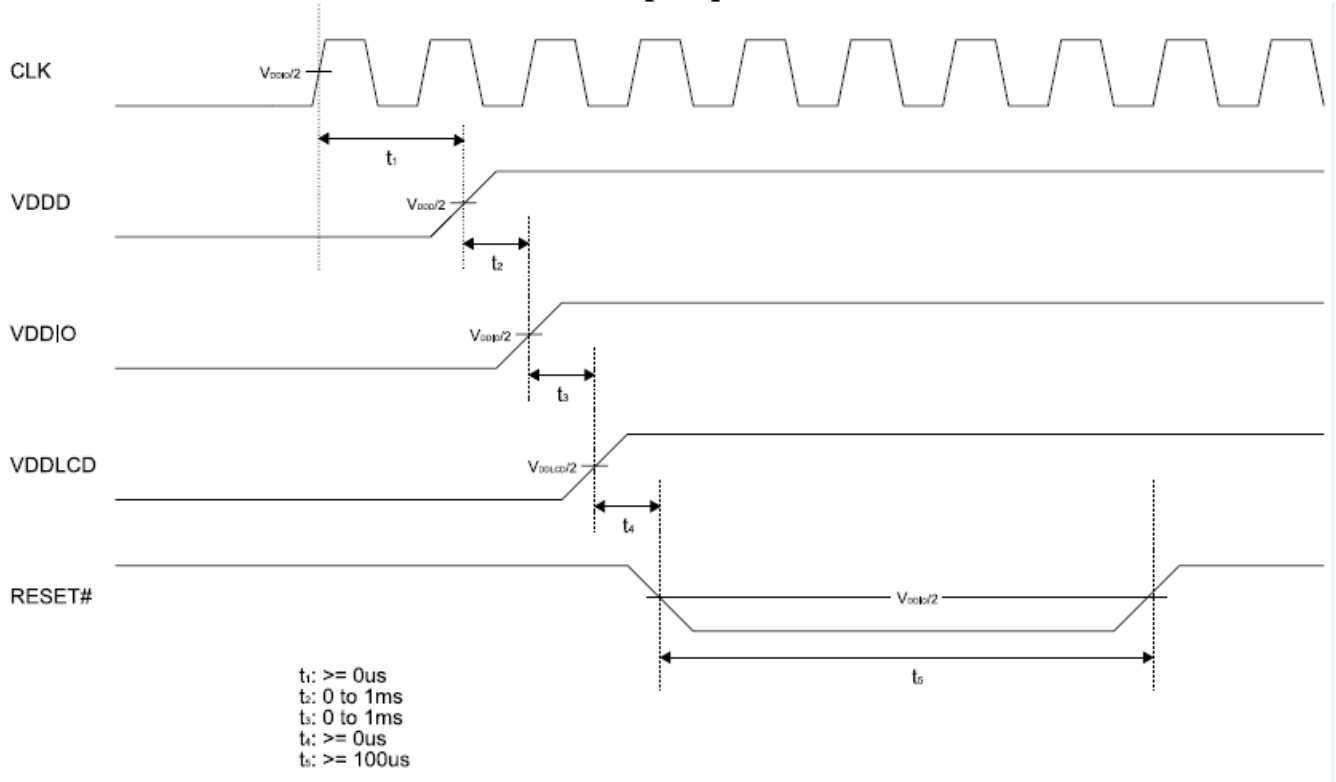 CLK
VDDIO/2
t1
VDDD
VDDD/2
t2
VDDIO
VDDIO/2
t3
VDDLCD
VDDLCD/2
t4
RESET#
VDDIO/2
t5
t1: >= 0us
t2: 0 to 1ms
t3: 0 to 1ms
t4: >= 0us
t5: >= 100us